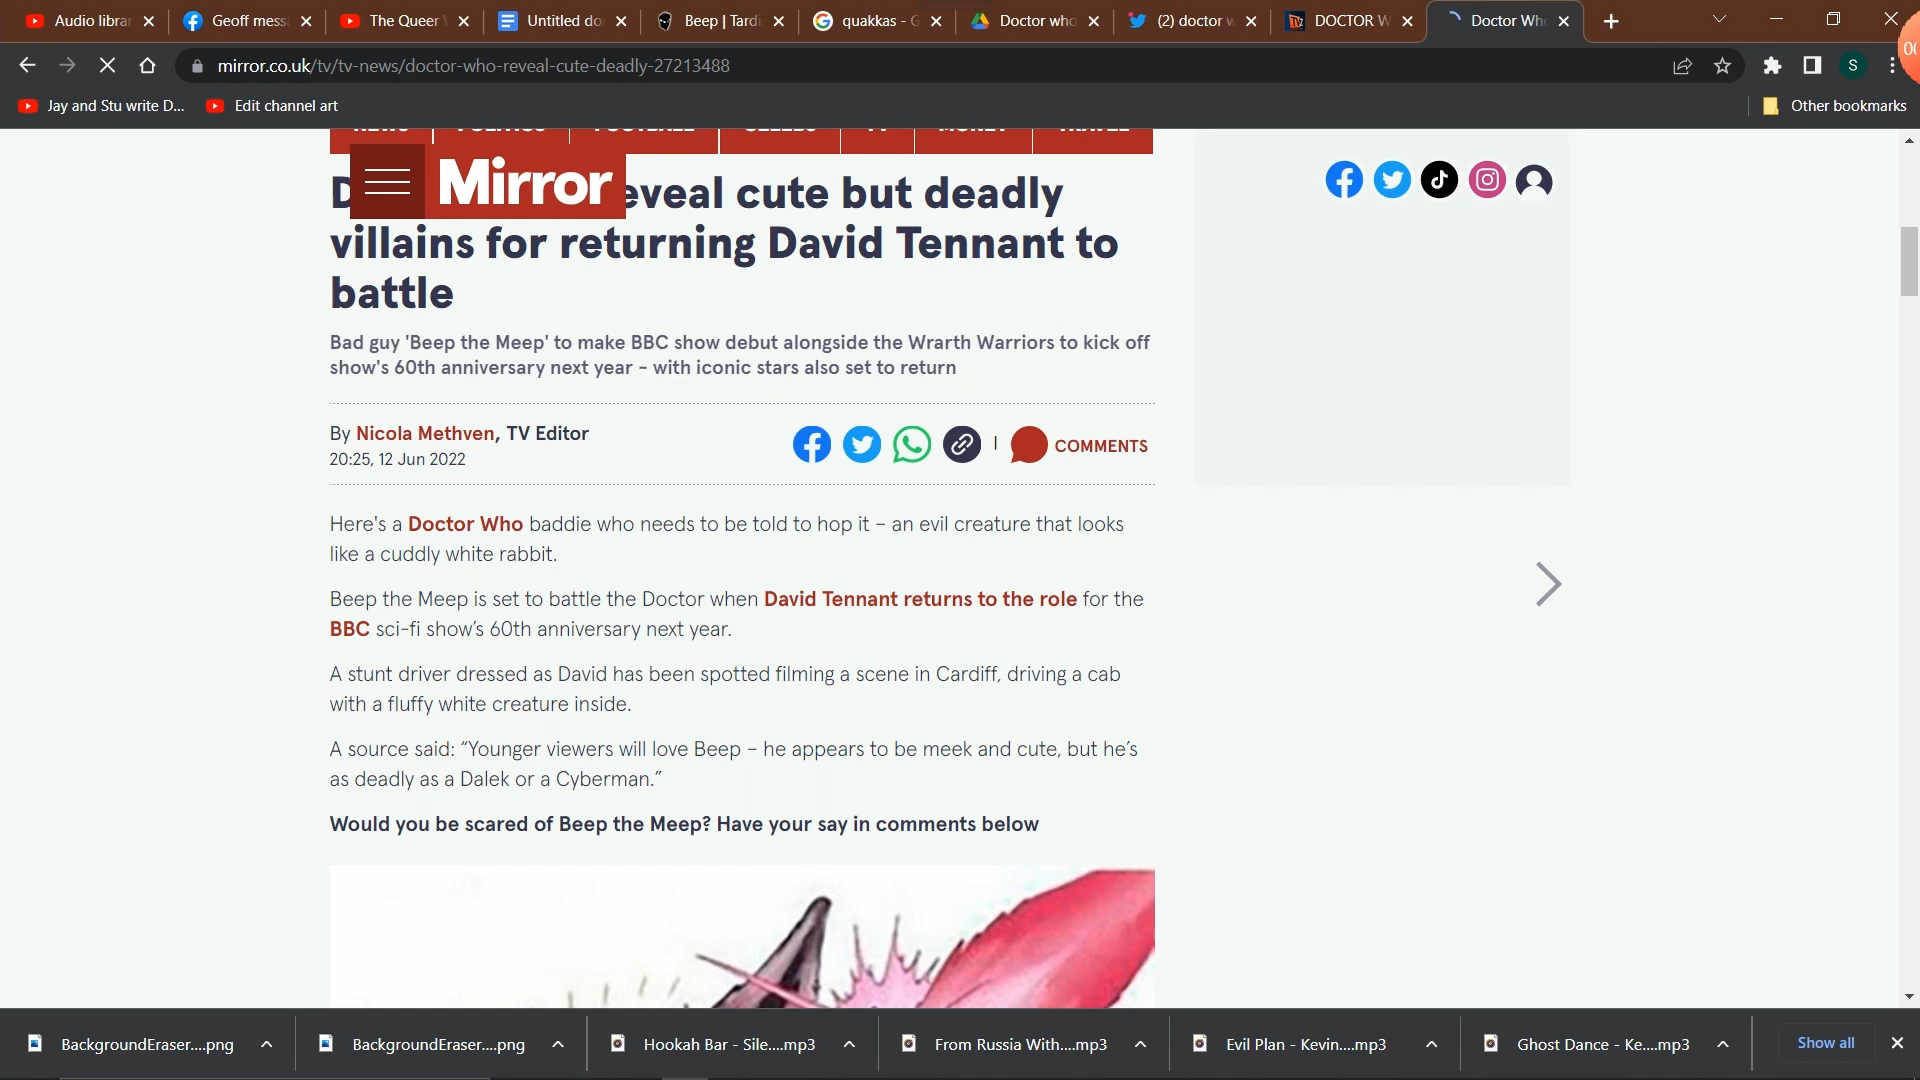 Audio librar
Geoff mess
The Queer
Untitled do
Beep | Tardi
quakkas - G
Doctor who
(2) doctor w
DOCTOR W
Doctor Wh
mirror.co.uk/tv/tv-news/doctor-who-reveal-cute-deadly-27213488
S
Jay and Stu write D...
Edit channel art
Other bookmarks
NEWS POLITICS FOOTBALL CELEBS TV MONEY TRAVEL
Mirror
D eveal cute but deadly
villains for returning David Tennant to
battle
Bad guy 'Beep the Meep' to make BBC show debut alongside the Wrarth Warriors to kick off
show's 60th anniversary next year - with iconic stars also set to return
By Nicola Methven, TV Editor
20:25, 12 Jun 2022
COMMENTS
Here's a Doctor Who baddie who needs to be told to hop it – an evil creature that looks
like a cuddly white rabbit.
Beep the Meep is set to battle the Doctor when David Tennant returns to the role for the
BBC sci-fi show’s 60th anniversary next year.
A stunt driver dressed as David has been spotted filming a scene in Cardiff, driving a cab
with a fluffy white creature inside.
A source said: “Younger viewers will love Beep – he appears to be meek and cute, but he’s
as deadly as a Dalek or a Cyberman.”
Would you be scared of Beep the Meep? Have your say in comments below
BackgroundEraser....png
BackgroundEraser....png
Hookah Bar - Sile....mp3
From Russia With....mp3
Evil Plan - Kevin....mp3
Ghost Dance - Ke....mp3
Show all